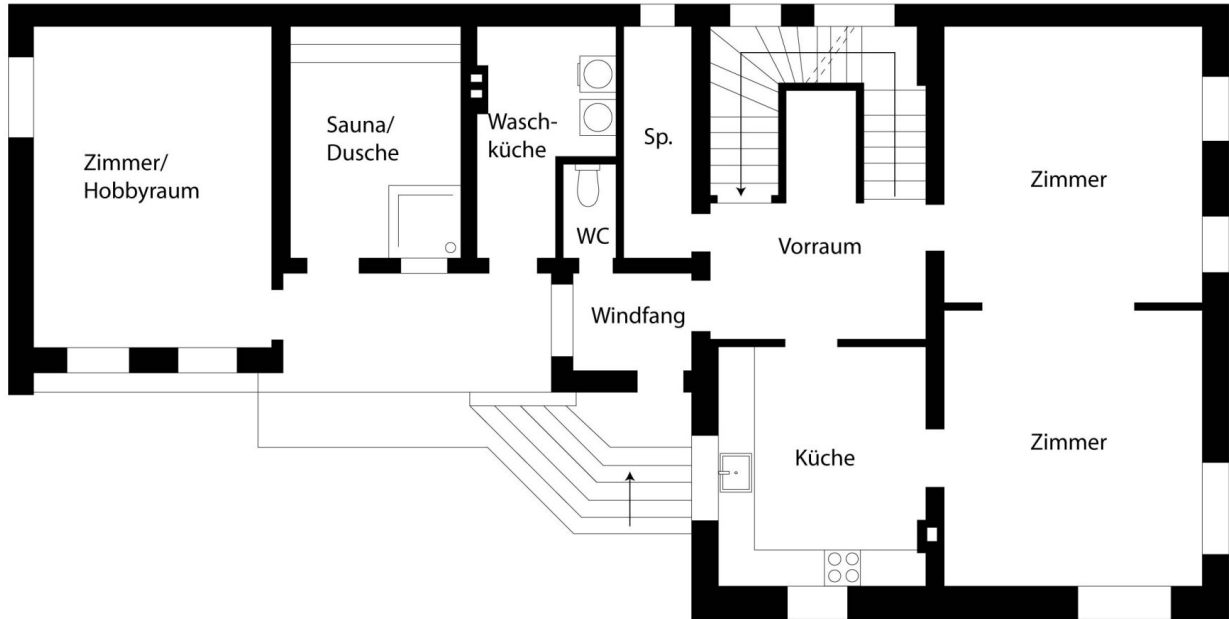 Zimmer/
Hobbyraum
Sauna/
Dusche
Wasch-
küche
WC
Sp.
Windfang
Vorraum
Zimmer
Küche
Zimmer